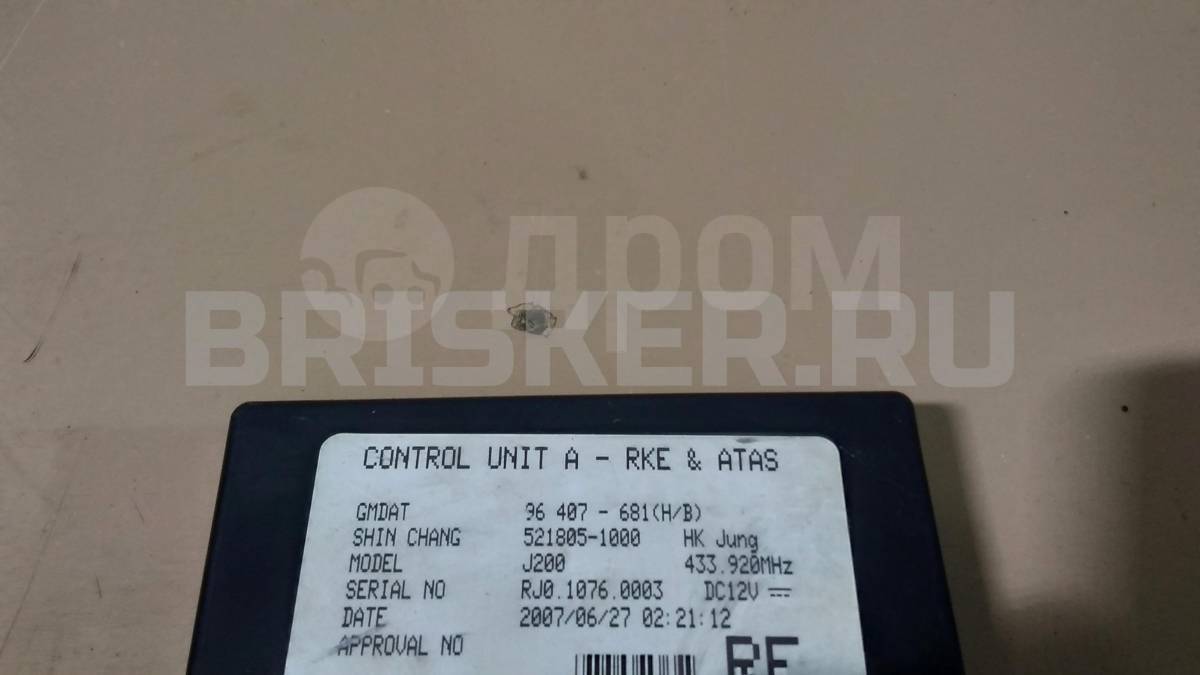 ДРОМ
BRISKER.RU
CONTROL UNIT A - RKE & ATAS
GMDAT 96 407 - 681(H/B)
SHIN CHANG 521805-1000 HK Jung
MODEL J200 433.920MHz
SERIAL NO RJ0.1076.0003 DC12V
DATE 2007/06/27 02:21:12
APPROVAL NO